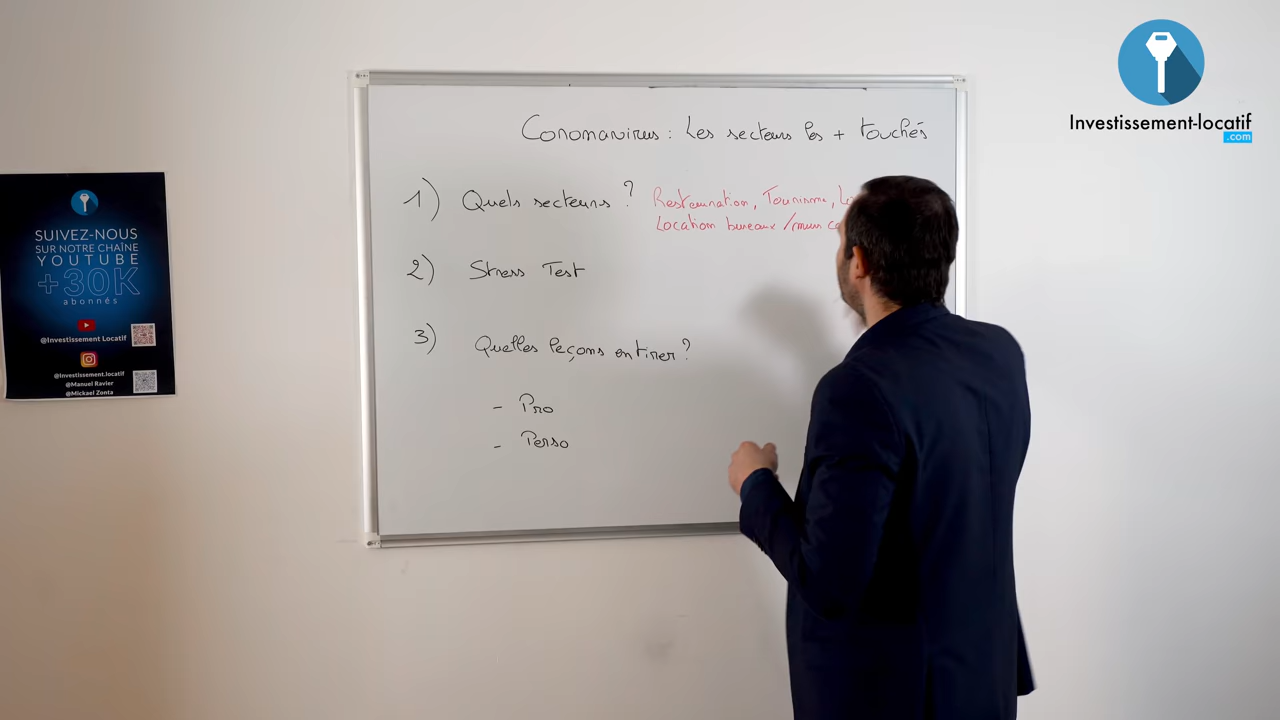 Investissement-locatif
.com
Coronavirus : Les secteurs les + touchés
1) Quels secteurs ? Restauration, Tourisme,
Location bureaux /murs
2) Stress Test
3) Quelles leçons en tirer ?
- Pro
- Perso
SUIVEZ-NOUS
SUR NOTRE CHAÎNE
YOUTUBE
+30K
abonnés
@Investissement Locatif
@investissement.locatif
@Manuel Ravier
@Mickael Zonta